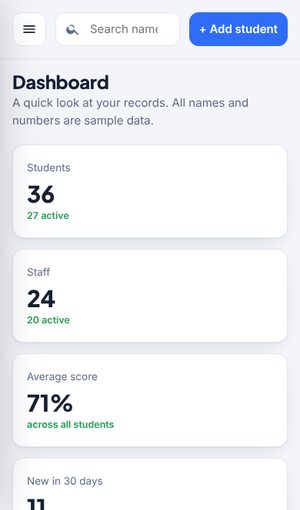 Search name
+ Add student
Dashboard
A quick look at your records. All names and
numbers are sample data.
Students
36
27 active
Staff
24
20 active
Average score
71%
across all students
New in 30 days
11